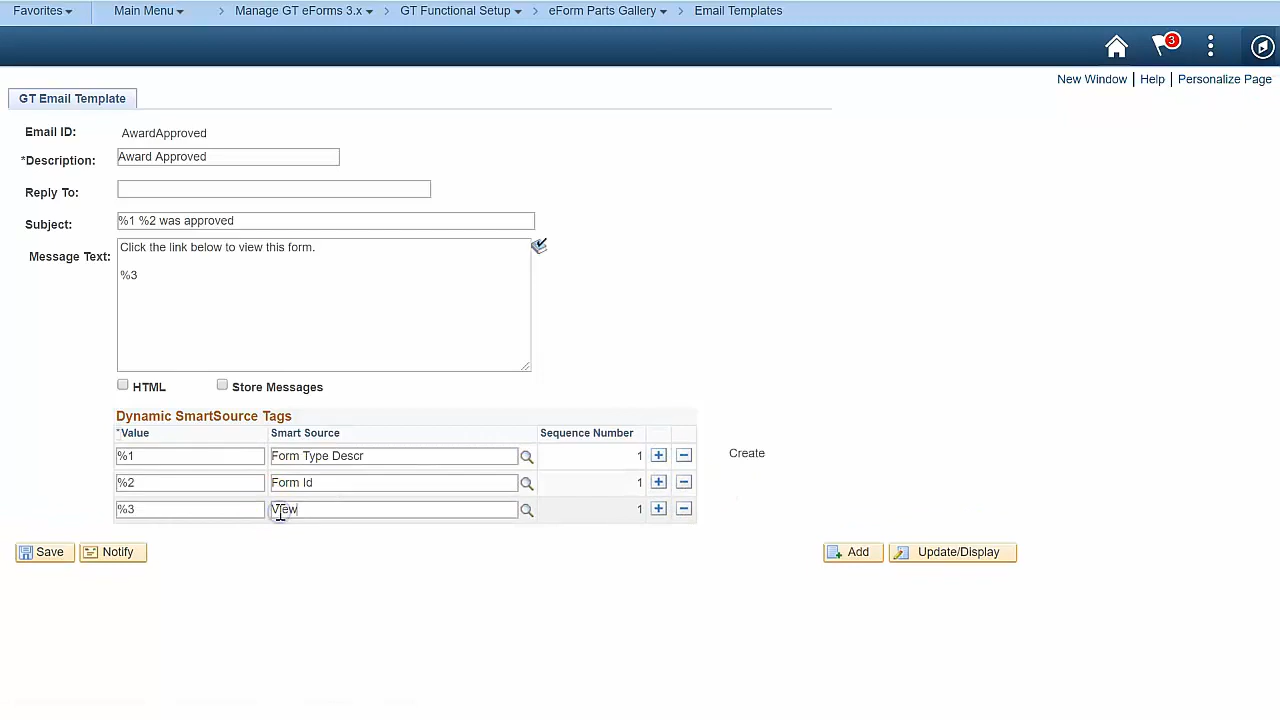 Favorites Main Menu > Manage GT eForms 3.x > GT Functional Setup > eForm Parts Gallery > Email Templates
3
New Window | Help | Personalize Page
GT Email Template
Email ID: AwardApproved
*Description: Award Approved
Reply To:
Subject: %1 %2 was approved
Message Text: Click the link below to view this form.
%3
HTML Store Messages
Dynamic SmartSource Tags
*Value Smart Source Sequence Number
%1 Form Type Descr 1 Create
%2 Form Id 1
%3 View 1
Save Notify Add Update/Display